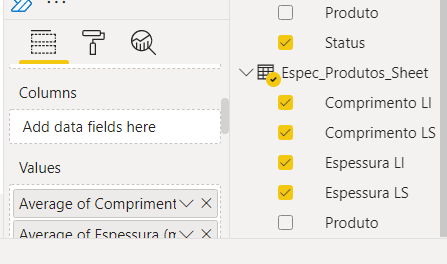 Columns
Add data fields here
Values
Average of Compriment
Average of Espessura (m
Produto
Status
Espec_Produtos_Sheet
Comprimento LI
Comprimento LS
Espessura LI
Espessura LS
Produto